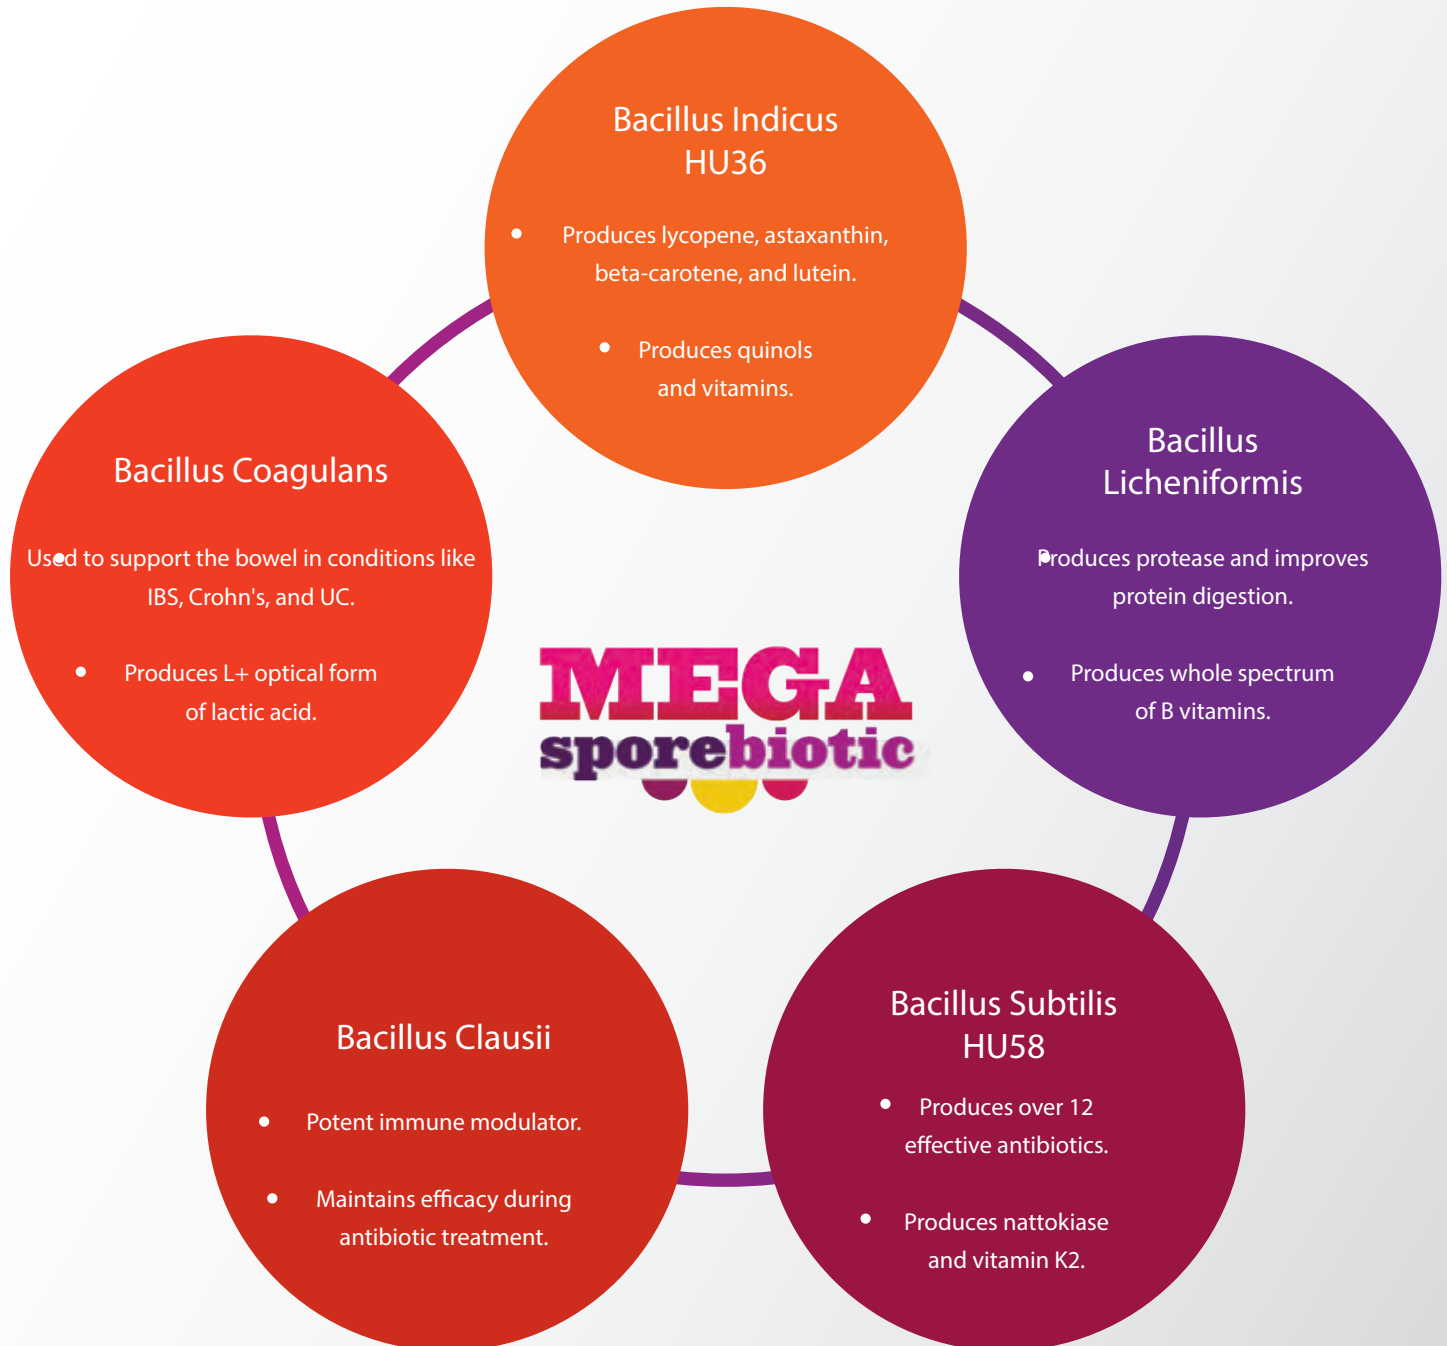 Bacillus Indicus
HU36
• Produces lycopene, astaxanthin,
beta-carotene, and lutein.
• Produces quinols
and vitamins.
Bacillus Coagulans
• Used to support the bowel in conditions like
IBS, Crohn's, and UC.
• Produces L+ optical form
of lactic acid.
Bacillus
Licheniformis
• Produces protease and improves
protein digestion.
• Produces whole spectrum
of B vitamins.
MEGA
sporebiotic
Bacillus Clausii
• Potent immune modulator.
• Maintains efficacy during
antibiotic treatment.
Bacillus Subtilis
HU58
• Produces over 12
effective antibiotics.
• Produces nattokiase
and vitamin K2.